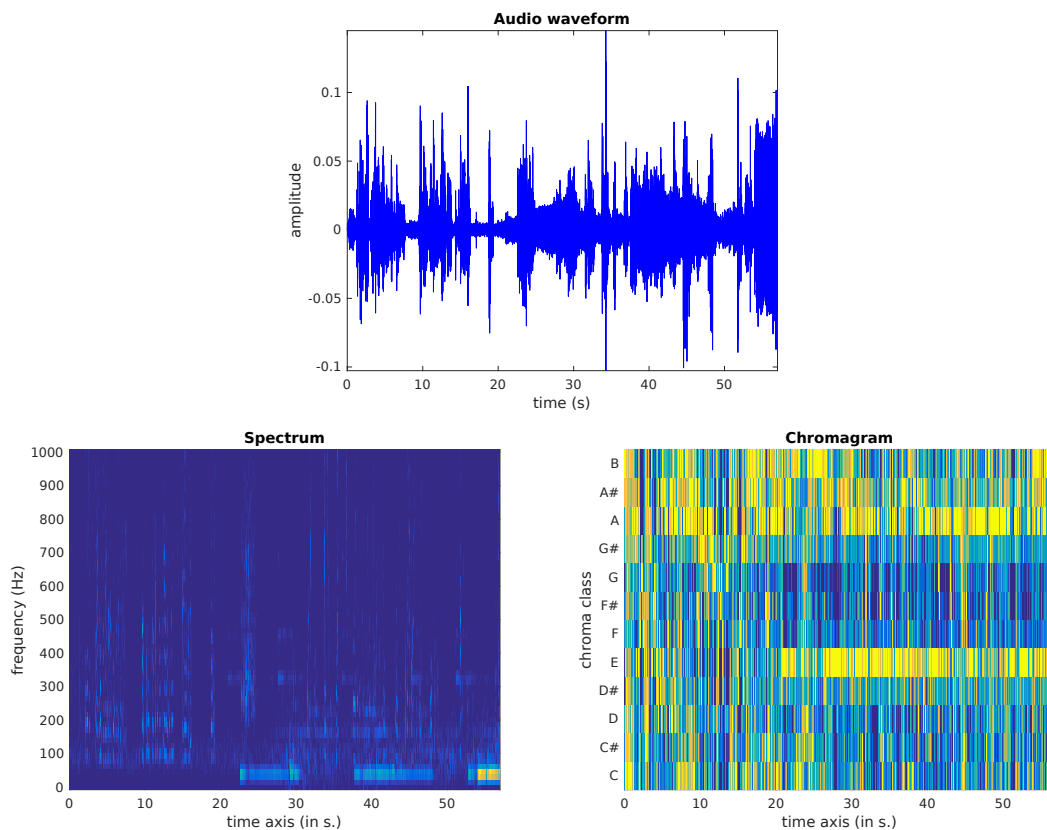 Audio waveform
0.1
0.05
0
-0.05
-0.1
amplitude
0 10 20 30 40 50
time (s)
Spectrum
1000
900
800
700
600
500
400
300
200
100
0
frequency (Hz)
0 10 20 30 40 50
time axis (in s.)
Chromagram
B
A#
A
G#
G
F#
F
E
D#
D
C#
C
chroma class
0 10 20 30 40 50
time axis (in s.)